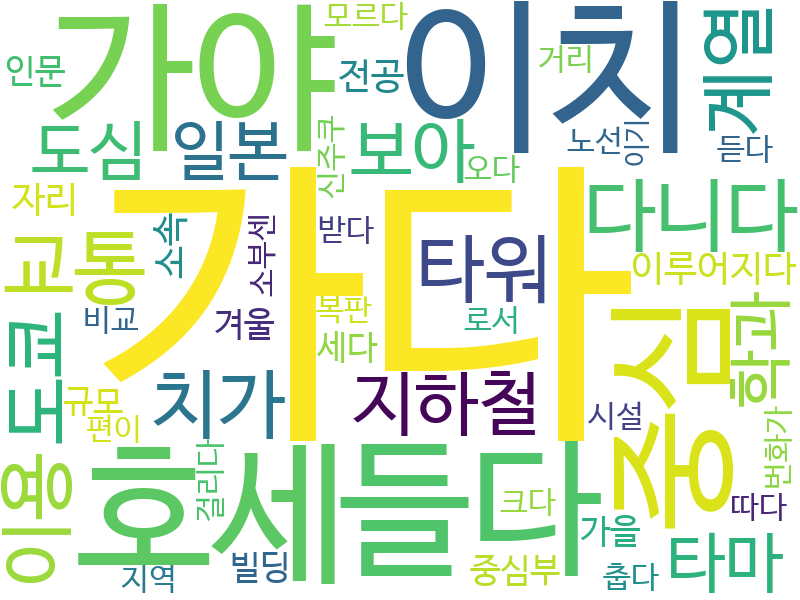 가야
이치
모르다
인문
전공
거리
계열
도심
일본
신주쿠
보아
오다
노선
이기
듣다
자리
교통
소속
소부센
받다
가다
타워
다니다
이루어지다
비교
겨울
복판
세다
로서
중심
학과
도쿄
규모
편이
치가
지하철
시설
번화가
이용
호세
걸리다
들다
크다
가을
따다
지역
빌딩
중심부
춥다
타마